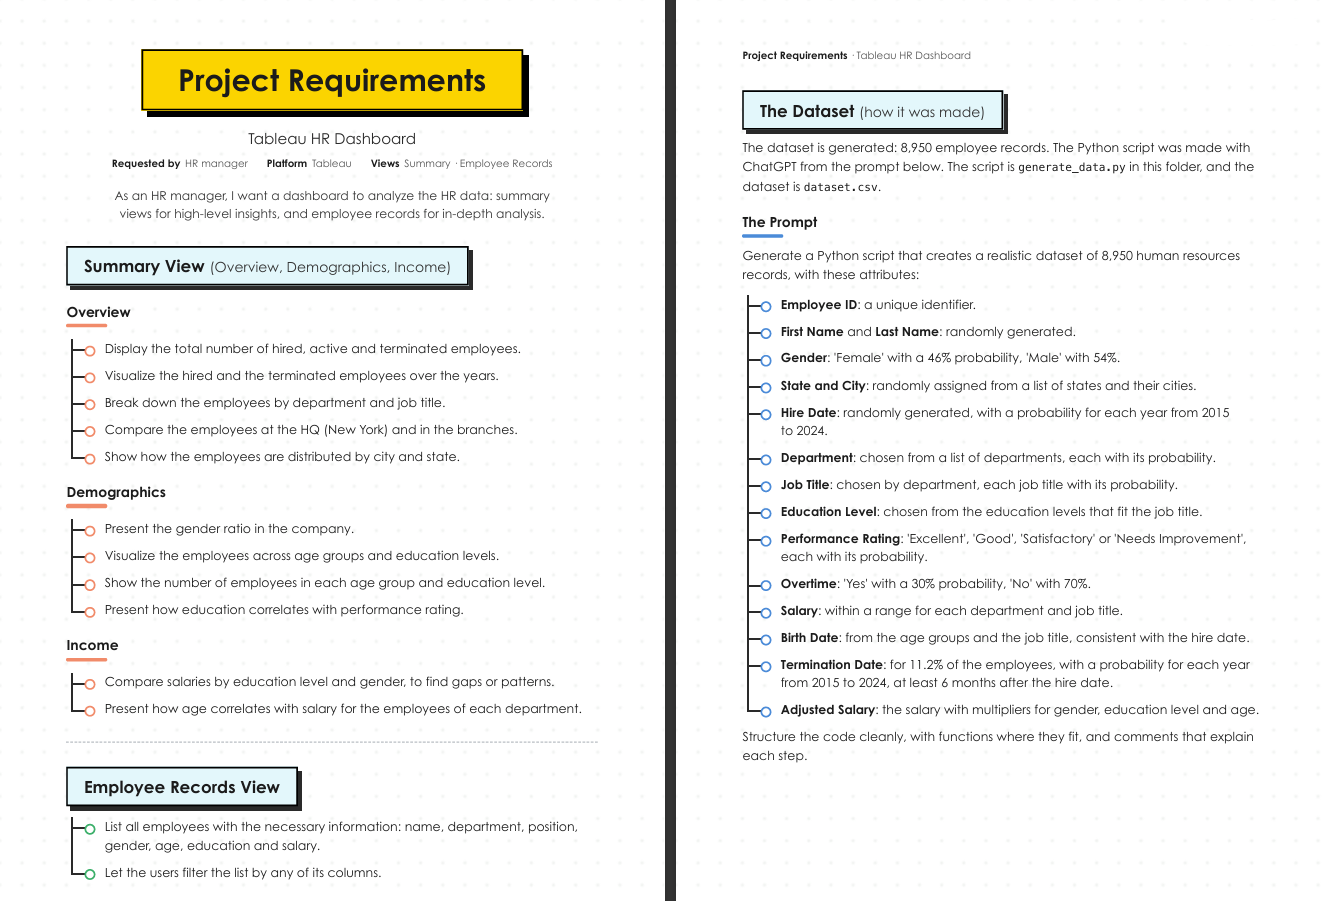 Project Requirements
Tableau HR Dashboard
Requested by HR manager Platform Tableau Views Summary · Employee Records
As an HR manager, I want a dashboard to analyze the HR data: summary
views for high-level insights, and employee records for in-depth analysis.
Summary View (Overview, Demographics, Income)
Overview
Display the total number of hired, active and terminated employees.
Visualize the hired and the terminated employees over the years.
Break down the employees by department and job title.
Compare the employees at the HQ (New York) and in the branches.
Show how the employees are distributed by city and state.
Demographics
Present the gender ratio in the company.
Visualize the employees across age groups and education levels.
Show the number of employees in each age group and education level.
Present how education correlates with performance rating.
Income
Compare salaries by education level and gender, to find gaps or patterns.
Present how age correlates with salary for the employees of each department.
Employee Records View
List all employees with the necessary information: name, department, position,
gender, age, education and salary.
Let the users filter the list by any of its columns.
Project Requirements · Tableau HR Dashboard
The Dataset (how it was made)
The dataset is generated: 8,950 employee records. The Python script was made with
ChatGPT from the prompt below. The script is generate_data.py in this folder, and the
dataset is dataset.csv.
The Prompt
Generate a Python script that creates a realistic dataset of 8,950 human resources
records, with these attributes:
Employee ID: a unique identifier.
First Name and Last Name: randomly generated.
Gender: 'Female' with a 46% probability, 'Male' with 54%.
State and City: randomly assigned from a list of states and their cities.
Hire Date: randomly generated, with a probability for each year from 2015
to 2024.
Department: chosen from a list of departments, each with its probability.
Job Title: chosen by department, each job title with its probability.
Education Level: chosen from the education levels that fit the job title.
Performance Rating: 'Excellent', 'Good', 'Satisfactory' or 'Needs Improvement',
each with its probability.
Overtime: 'Yes' with a 30% probability, 'No' with 70%.
Salary: within a range for each department and job title.
Birth Date: from the age groups and the job title, consistent with the hire date.
Termination Date: for 11.2% of the employees, with a probability for each year
from 2015 to 2024, at least 6 months after the hire date.
Adjusted Salary: the salary with multipliers for gender, education level and age.
Structure the code cleanly, with functions where they fit, and comments that explain
each step.